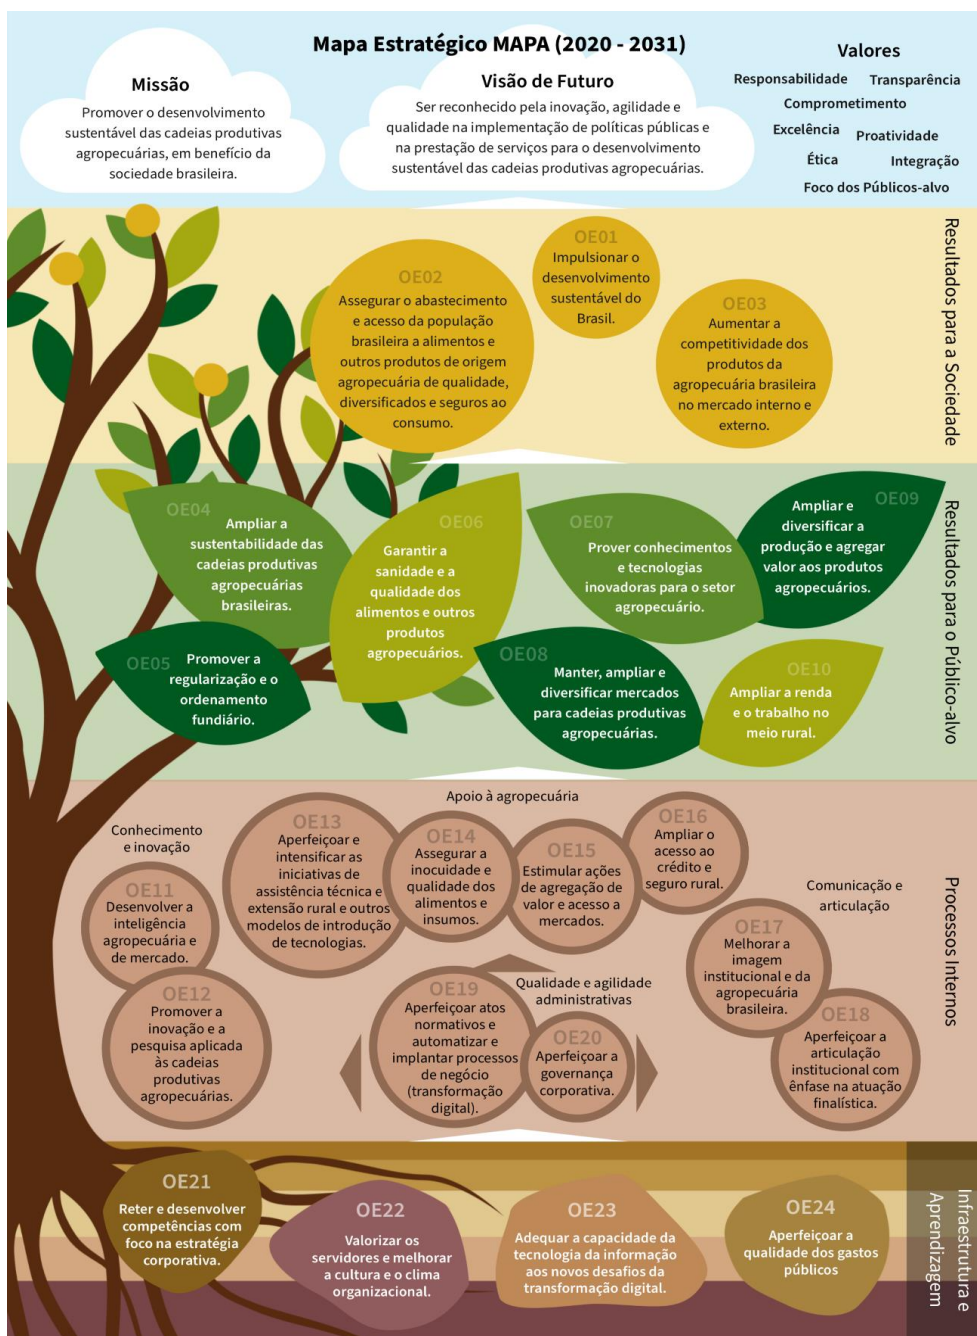 Mapa Estratégico MAPA (2020 - 2031)
Missão
Promover o desenvolvimento
sustentável das cadeias produtivas
agropecuárias, em benefício da
sociedade brasileira.
Visão de Futuro
Ser reconhecido pela inovação, agilidade e
qualidade na implementação de políticas públicas e
na prestação de serviços para o desenvolvimento
sustentável das cadeias produtivas agropecuárias.
Valores
Responsabilidade Transparência
Comprometimento
Excelência Proatividade
Ética Integração
Foco dos Públicos-alvo
Resultados para a Sociedade
OE01
Impulsionar o
desenvolvimento
sustentável do
Brasil.
OE02
Assegurar o abastecimento
e acesso da população
brasileira a alimentos e
outros produtos de origem
agropecuária de qualidade,
diversificados e seguros ao
consumo.
OE03
Aumentar a
competitividade dos
produtos da
agropecuária brasileira
no mercado interno e
externo.
Resultados para o Público-alvo
OE04
Ampliar a
sustentabilidade das
cadeias produtivas
agropecuárias
brasileiras.
OE05
Promover a
regularização e o
ordenamento
fundiário.
OE06
Garantir a
sanidade e a
qualidade dos
alimentos e outros
produtos
agropecuários.
OE07
Prover conhecimentos
e tecnologias
inovadoras para o setor
agropecuário.
OE08
Manter, ampliar e
diversificar mercados
para cadeias produtivas
agropecuárias.
OE09
Ampliar e
diversificar a
produção e agregar
valor aos produtos
agropecuários.
OE10
Ampliar a renda
e o trabalho no
meio rural.
Processos Internos
Conhecimento
e inovação
OE11
Desenvolver a
inteligência
agropecuária e
de mercado.
OE12
Promover a
inovação e a
pesquisa aplicada
às cadeias
produtivas
agropecuárias.
Apoio à agropecuária
OE13
Aperfeiçoar e
intensificar as
iniciativas de
assistência técnica e
extensão rural e outros
modelos de introdução
de tecnologias.
OE14
Assegurar a
inocuidade e
qualidade dos
alimentos e
insumos.
OE15
Estimular ações
de agregação de
valor e acesso a
mercados.
OE16
Ampliar o
acesso ao
crédito e
seguro rural.
Comunicação e
articulação
OE17
Melhorar a
imagem
institucional e da
agropecuária
brasileira.
OE18
Aperfeiçoar a
articulação
institucional com
ênfase na atuação
finalística.
Qualidade e agilidade
administrativas
OE19
Aperfeiçoar atos
normativos e
automatizar e
implantar processos
de negócio
(transformação
digital).
OE20
Aperfeiçoar a
governança
corporativa.
Infraestrutura e
Aprendizagem
OE21
Reter e desenvolver
competências com
foco na estratégia
corporativa.
OE22
Valorizar os
servidores e melhorar
a cultura e o clima
organizacional.
OE23
Adequar a capacidade da
tecnologia da informação
aos novos desafios da
transformação digital.
OE24
Aperfeiçoar a
qualidade dos gastos
públicos